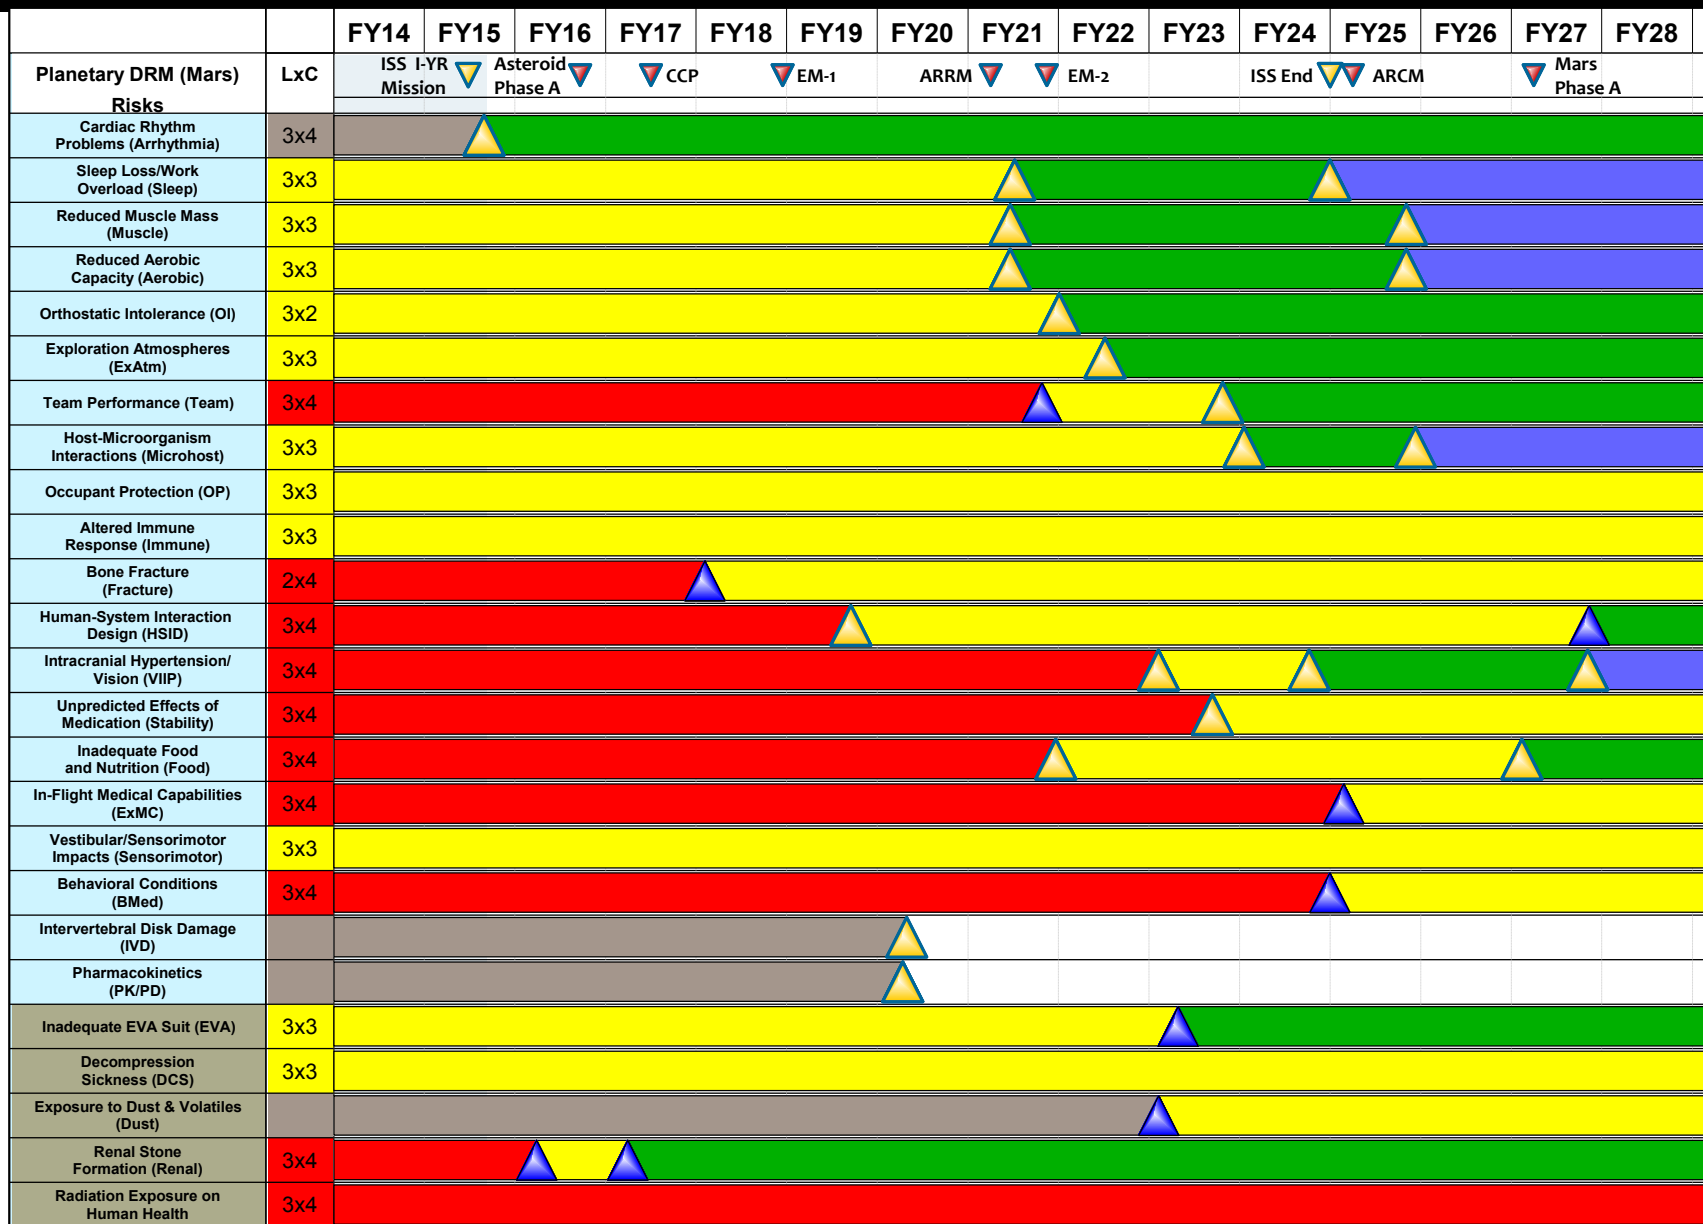 FY14 FY15 FY16 FY17 FY18 FY19 FY20 FY21 FY22 FY23 FY24 FY25 FY26 FY27 FY28
Planetary DRM (Mars)
Risks
LxC
ISS I-YR
Mission
Asteroid
Phase A
CCP
EM-1
ARRM
EM-2
ISS End
ARCM
Mars
Phase A
Cardiac Rhythm
Problems (Arrhythmia)
3x4
Sleep Loss/Work
Overload (Sleep)
3x3
Reduced Muscle Mass
(Muscle)
3x3
Reduced Aerobic
Capacity (Aerobic)
3x3
Orthostatic Intolerance (OI)
3x2
Exploration Atmospheres
(ExAtm)
3x3
Team Performance (Team)
3x4
Host-Microorganism
Interactions (Microhost)
3x3
Occupant Protection (OP)
3x3
Altered Immune
Response (Immune)
3x3
Bone Fracture
(Fracture)
2x4
Human-System Interaction
Design (HSID)
3x4
Intracranial Hypertension/
Vision (VIIP)
3x4
Unpredicted Effects of
Medication (Stability)
3x4
Inadequate Food
and Nutrition (Food)
3x4
In-Flight Medical Capabilities
(ExMC)
3x4
Vestibular/Sensorimotor
Impacts (Sensorimotor)
3x3
Behavioral Conditions
(BMed)
3x4
Intervertebral Disk Damage
(IVD)
Pharmacokinetics
(PK/PD)
Inadequate EVA Suit (EVA)
3x3
Decompression
Sickness (DCS)
3x3
Exposure to Dust & Volatiles
(Dust)
Renal Stone
Formation (Renal)
3x4
Radiation Exposure on
Human Health
3x4